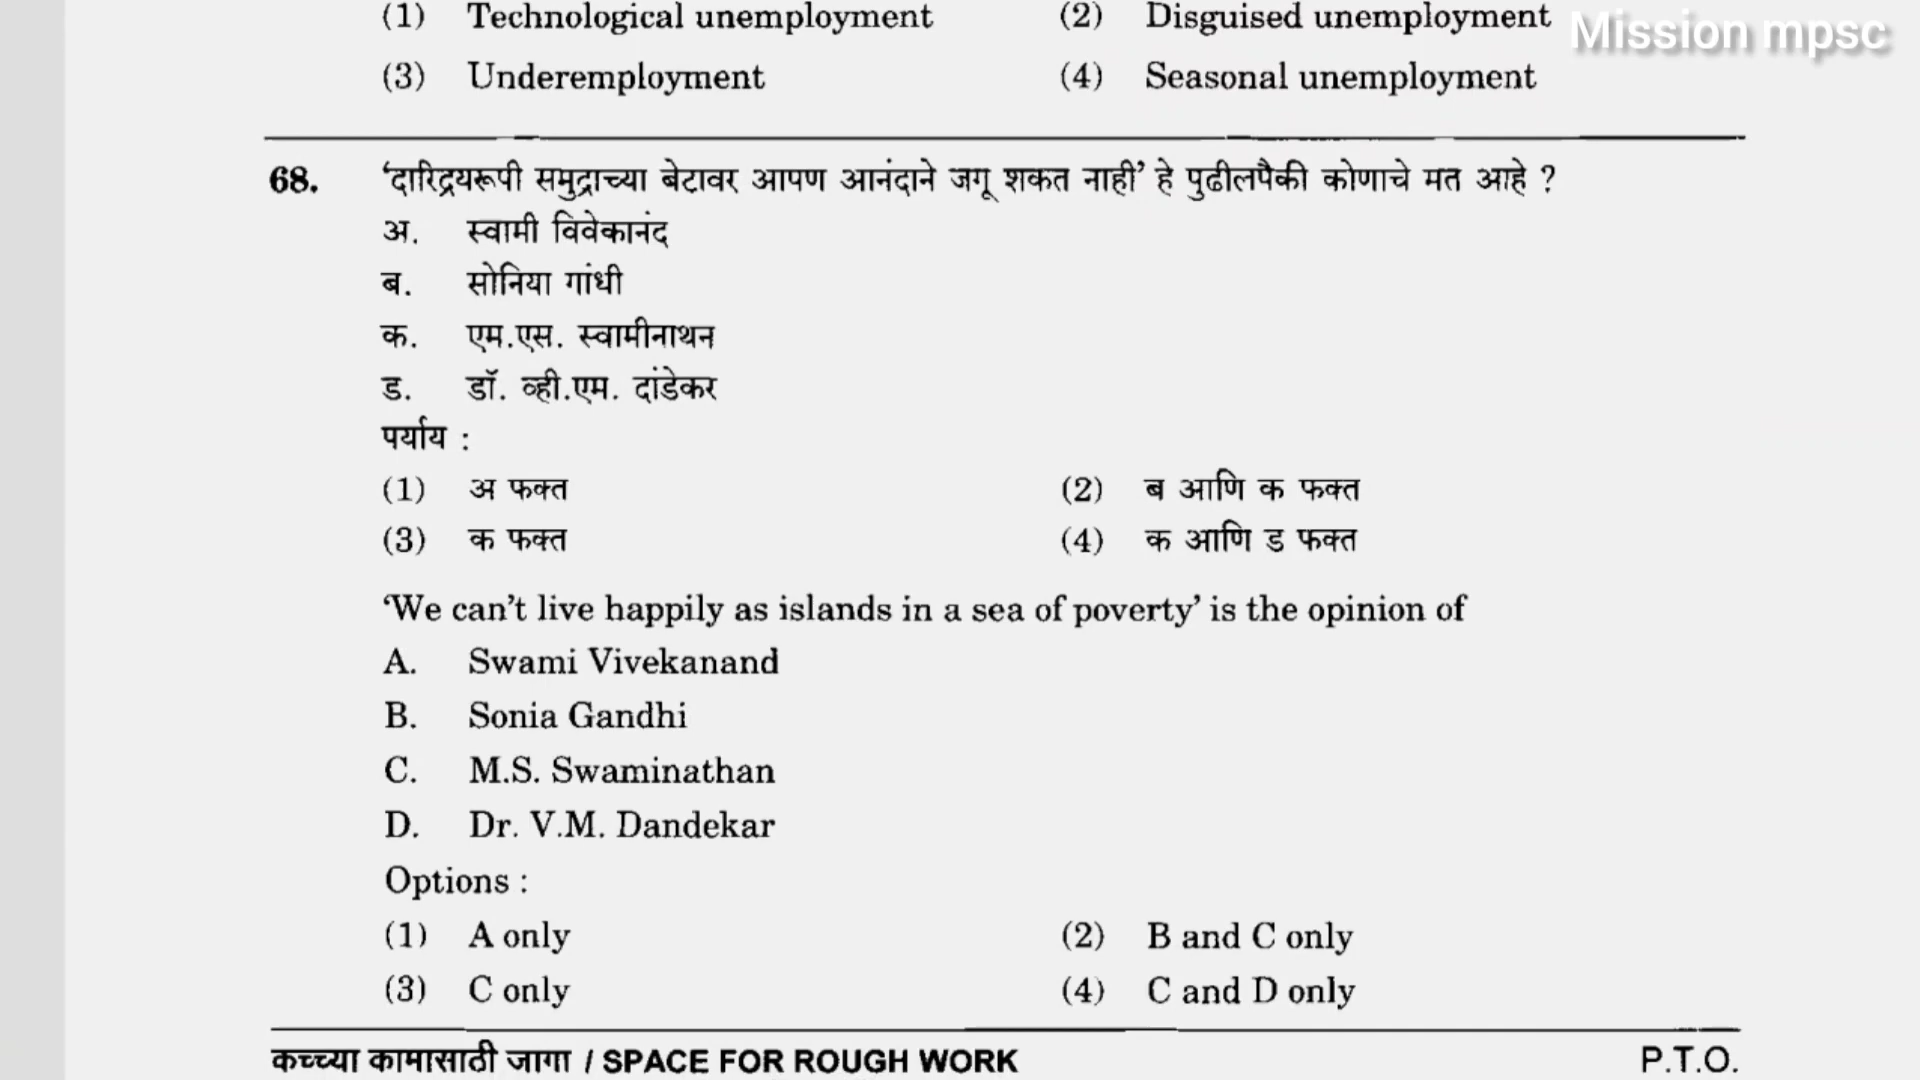 (1) Technological unemployment (2) Disguised unemployment
Mission mpsc
(3) Underemployment (4) Seasonal unemployment
68. ‘दारिद्रयरूपी समुद्राच्या बेटावर आपण आनंदाने जगू शकत नाही’ हे पुढीलपैकी कोणाचे मत आहे ?
अ. स्वामी विवेकानंद
ब. सोनिया गांधी
क. एम.एस. स्वामीनाथन
ड. डॉ. व्ही.एम. दांडेकर
पर्याय :
(1) अ फक्त (2) ब आणि क फक्त
(3) क फक्त (4) क आणि ड फक्त
‘We can’t live happily as islands in a sea of poverty’ is the opinion of
A. Swami Vivekanand
B. Sonia Gandhi
C. M.S. Swaminathan
D. Dr. V.M. Dandekar
Options :
(1) A only (2) B and C only
(3) C only (4) C and D only
कच्च्या कामासाठी जागा / SPACE FOR ROUGH WORK P.T.O.